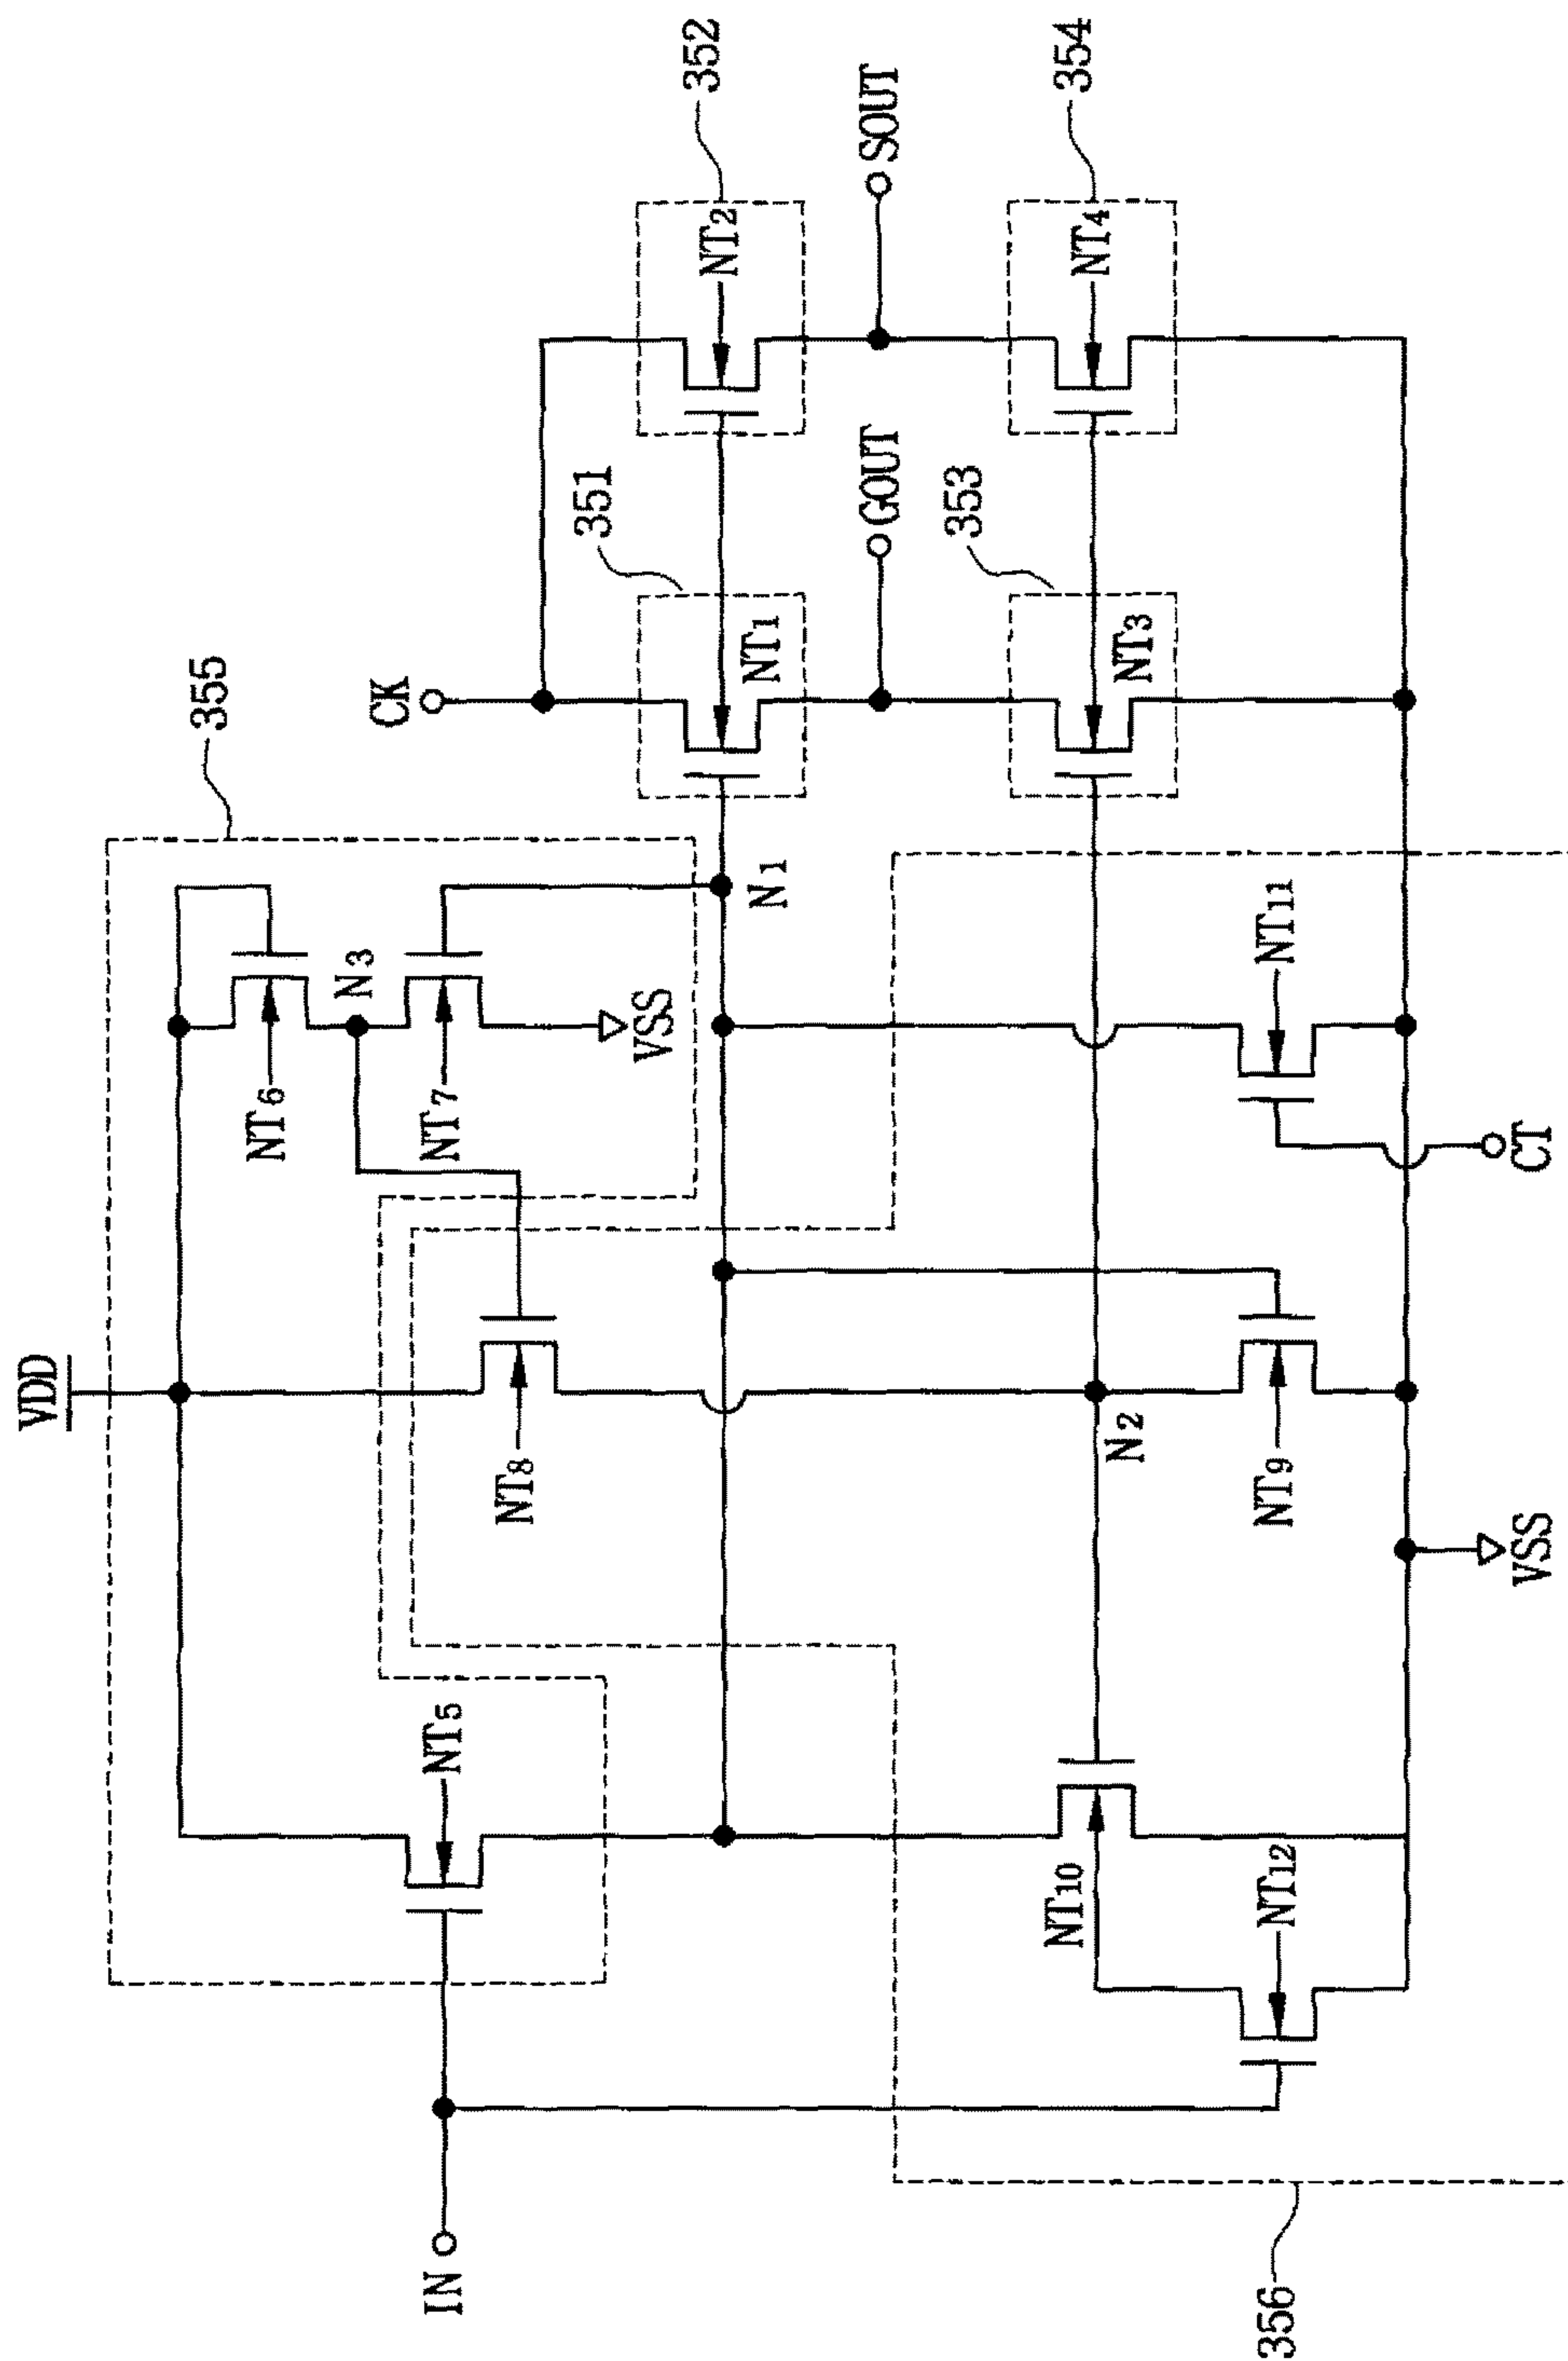 352
354
SOUT
NT2
NT4
351
GOUT
353
NT1
NT3
355
CK
N1
N3
NT11
VSS
NT6
NT7
CT
VDD
N2
NT8
NT9
VSS
NT5
NT10
NT12
IN
356